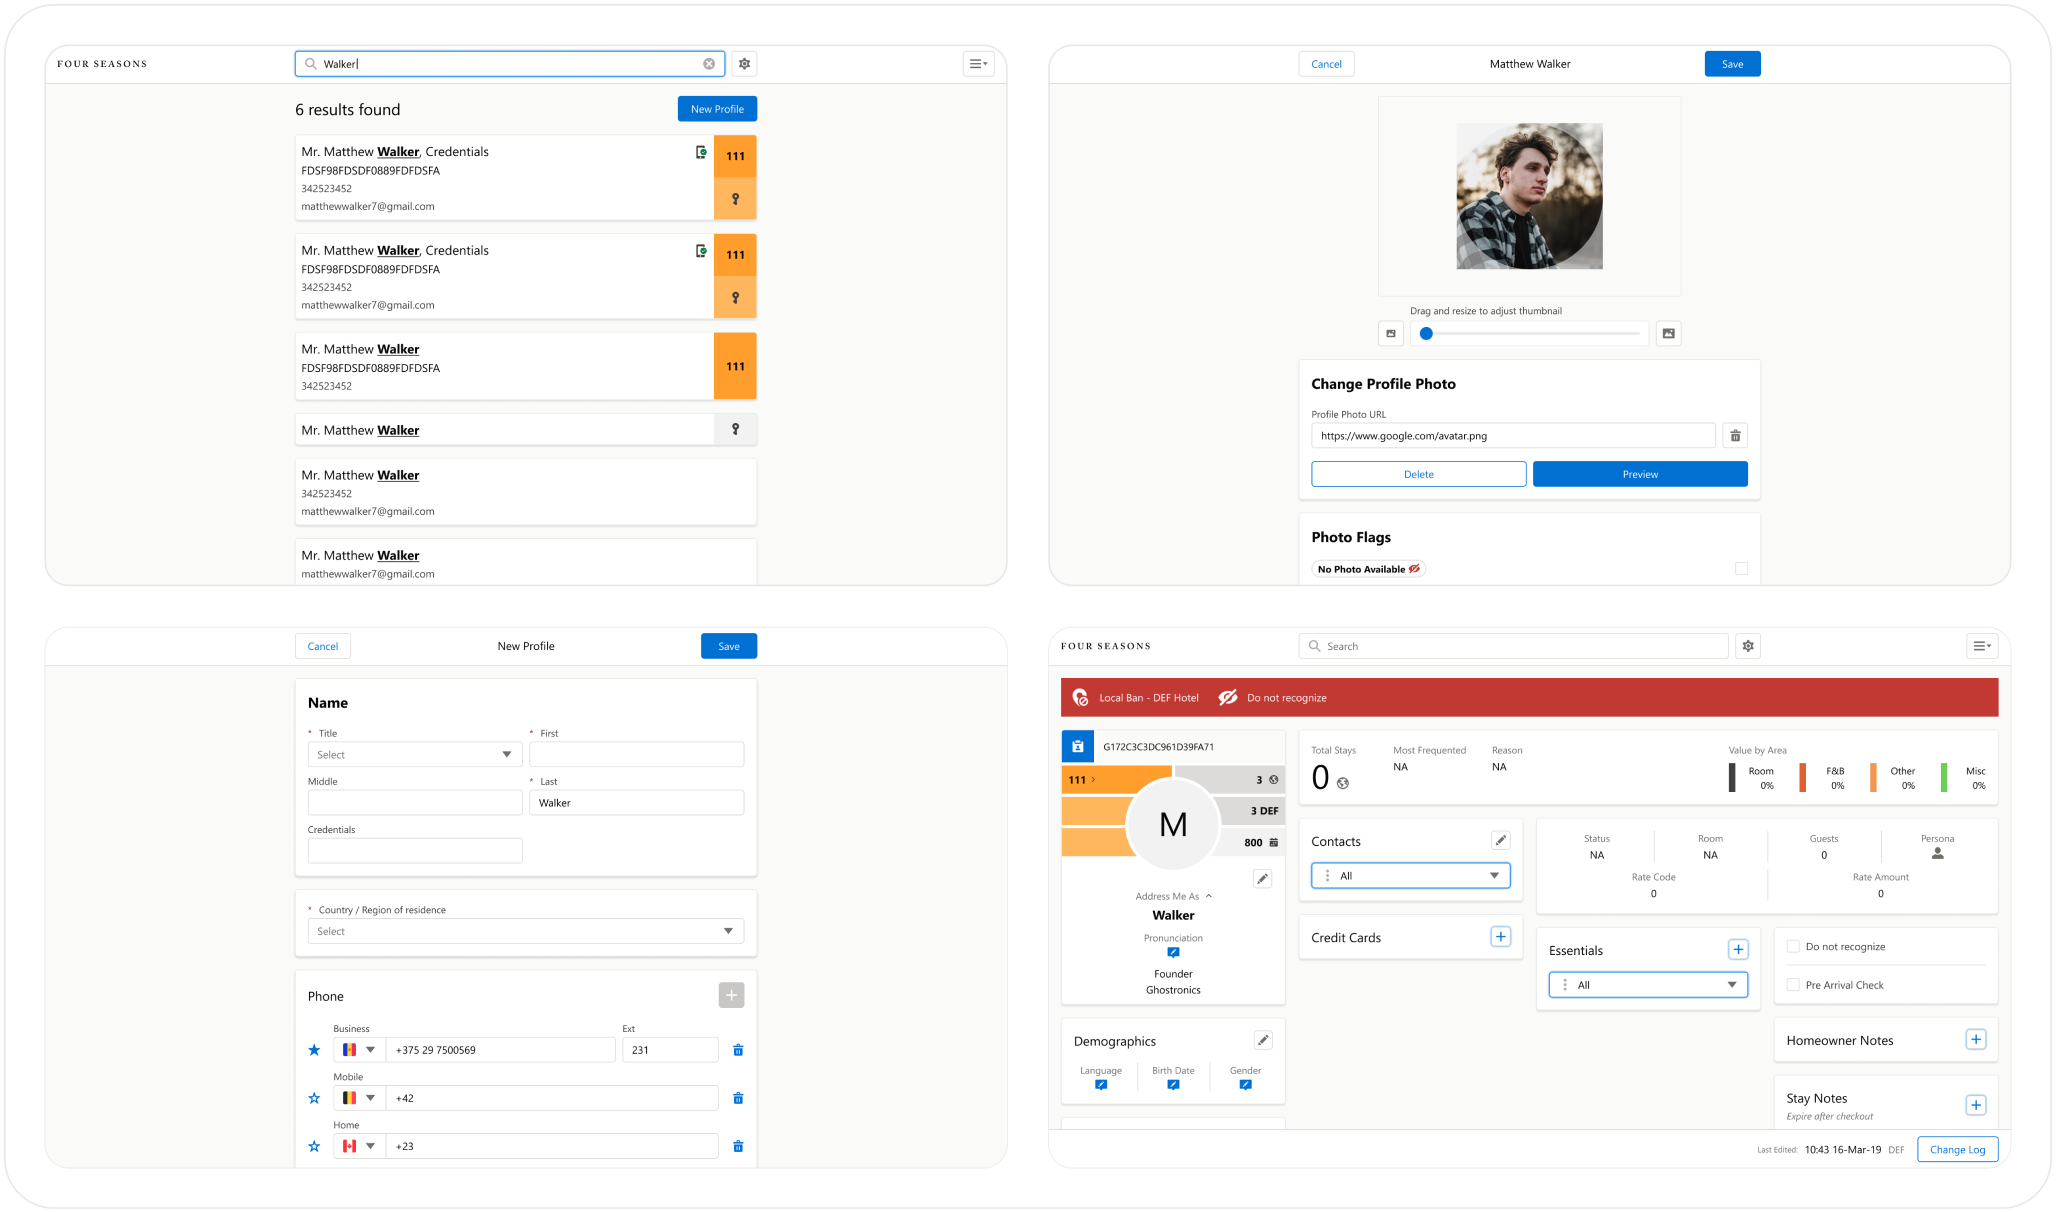 FOUR SEASONS
Walker
6 results found
New Profile
Mr. Matthew Walker, Credentials
FDSF98FDSDF0889FDFDSFA
342523452
matthewwalker7@gmail.com
111
Mr. Matthew Walker, Credentials
FDSF98FDSDF0889FDFDSFA
342523452
matthewwalker7@gmail.com
111
Mr. Matthew Walker
FDSF98FDSDF0889FDFDSFA
342523452
111
Mr. Matthew Walker
Mr. Matthew Walker
342523452
matthewwalker7@gmail.com
Mr. Matthew Walker
matthewwalker7@gmail.com
Cancel
Matthew Walker
Save
Drag and resize to adjust thumbnail
Change Profile Photo
Profile Photo URL
https://www.google.com/avatar.png
Delete
Preview
Photo Flags
No Photo Available
Cancel
New Profile
Save
Name
* Title
* First
Select
Middle
* Last
Walker
Credentials
* Country / Region of residence
Select
Phone
Business
Ext
+375 29 7500569
231
Mobile
+42
Home
+23
FOUR SEASONS
Search
Local Ban - DEF Hotel
Do not recognize
G172C3C3DC961D39FA71
111
3
3 DEF
800
M
Address Me As
Walker
Pronunciation
Founder
Ghostronics
Demographics
Language
Birth Date
Gender
Total Stays
0
Most Frequented
NA
Reason
NA
Value by Area
Room
0%
F&B
0%
Other
0%
Misc
0%
Contacts
All
Credit Cards
Status
NA
Room
NA
Guests
0
Persona
Rate Code
0
Rate Amount
0
Essentials
All
Do not recognize
Pre Arrival Check
Homeowner Notes
Stay Notes
Expire after checkout
Last Edited: 10:43 16-Mar-19 DEF
Change Log